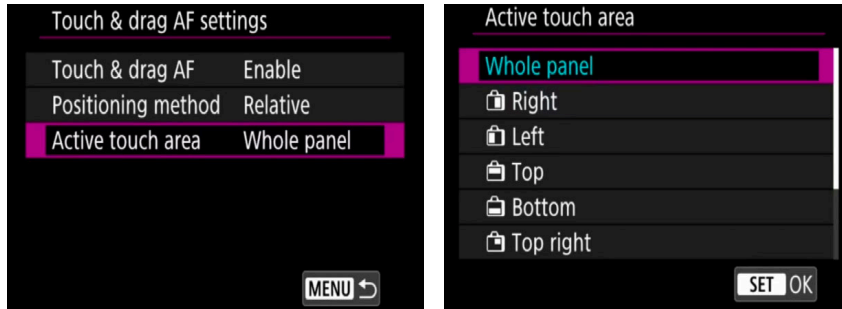 Touch & drag AF settings
Touch & drag AF Enable
Positioning method Relative
Active touch area Whole panel
MENU
Active touch area
Whole panel
Right
Left
Top
Bottom
Top right
SET OK